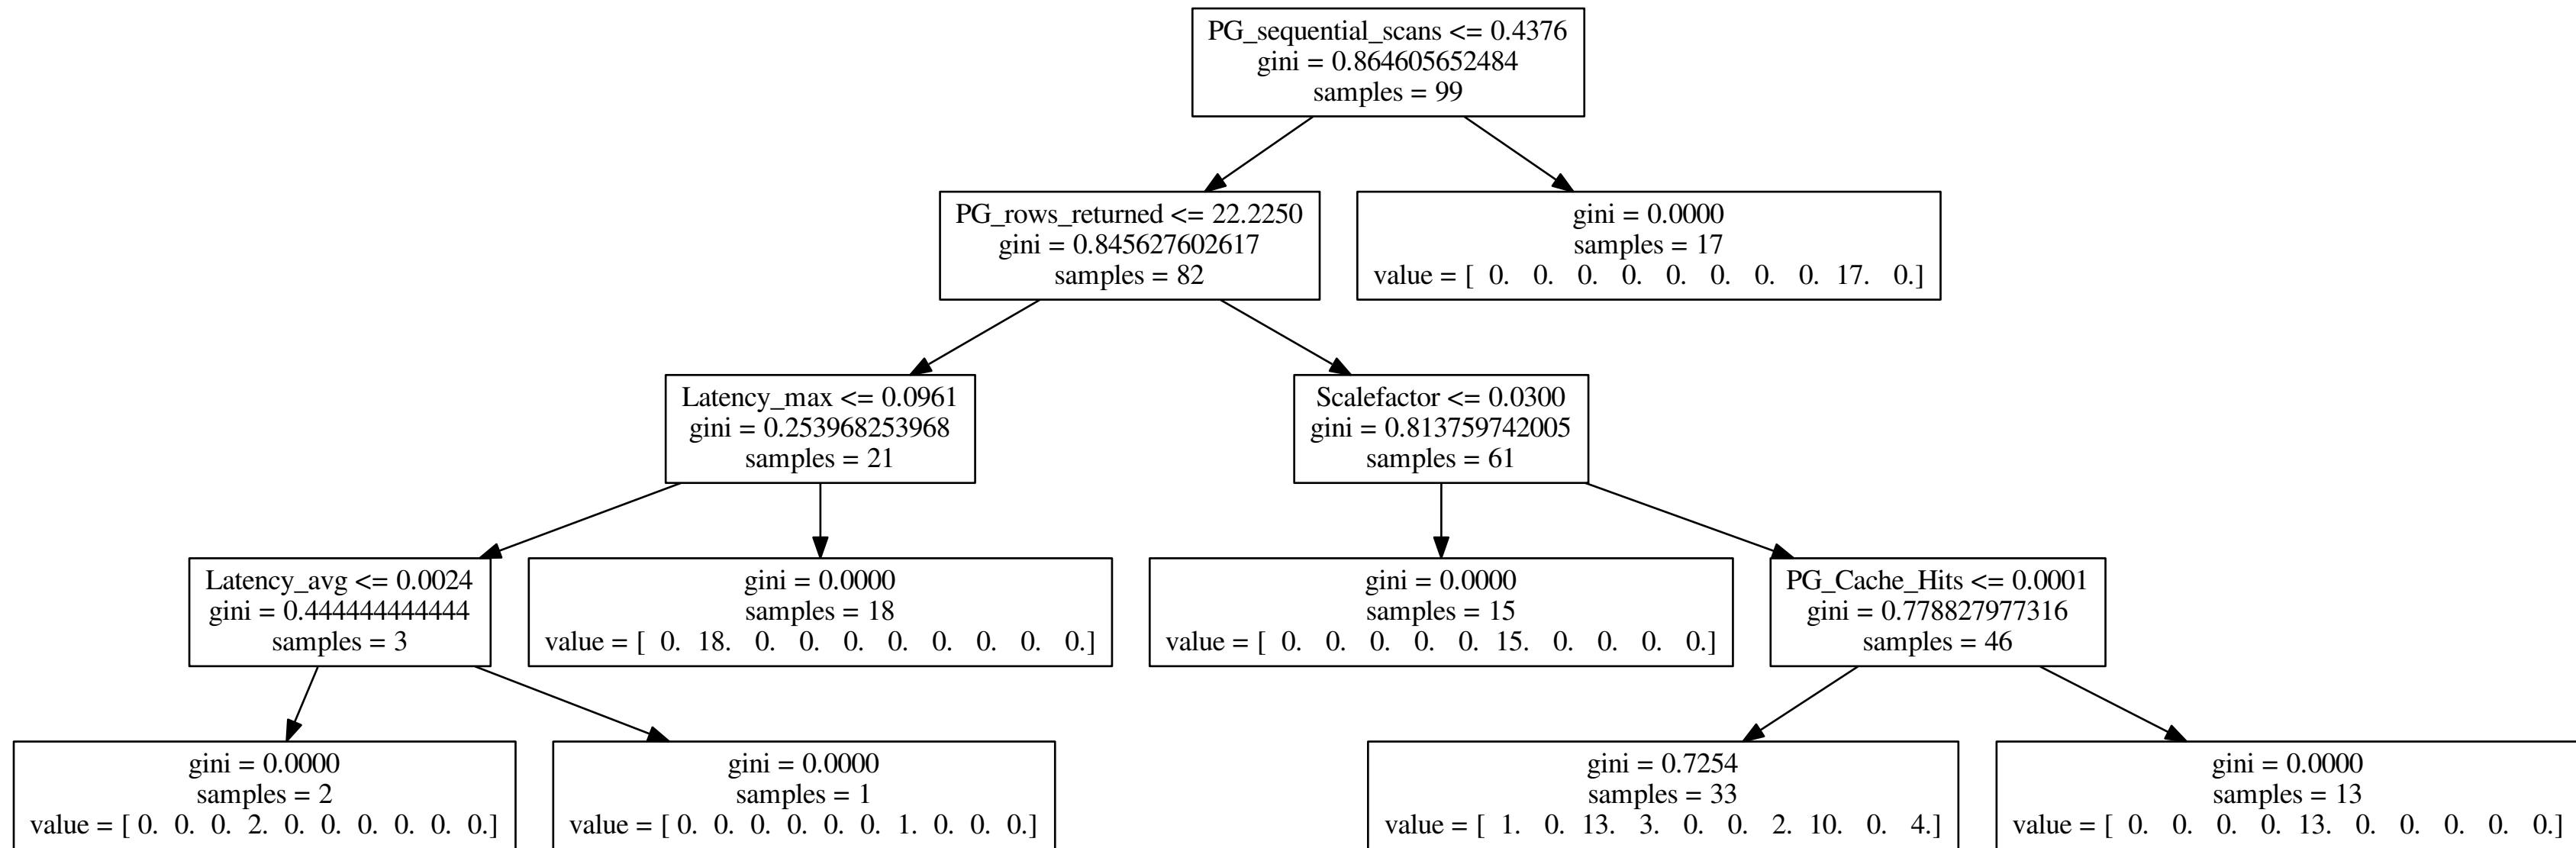 PG_sequential_scans <= 0.4376
gini = 0.864605652484
samples = 99
PG_rows_returned <= 22.2250
gini = 0.845627602617
samples = 82
gini = 0.0000
samples = 17
value = [ 0. 0. 0. 0. 0. 0. 0. 0. 17. 0.]
Latency_max <= 0.0961
gini = 0.253968253968
samples = 21
Scalefactor <= 0.0300
gini = 0.813759742005
samples = 61
Latency_avg <= 0.0024
gini = 0.444444444444
samples = 3
gini = 0.0000
samples = 18
value = [ 0. 18. 0. 0. 0. 0. 0. 0. 0. 0.]
gini = 0.0000
samples = 15
value = [ 0. 0. 0. 0. 0. 15. 0. 0. 0. 0.]
PG_Cache_Hits <= 0.0001
gini = 0.778827977316
samples = 46
gini = 0.0000
samples = 2
value = [ 0. 0. 0. 2. 0. 0. 0. 0. 0. 0.]
gini = 0.0000
samples = 1
value = [ 0. 0. 0. 0. 0. 0. 1. 0. 0. 0.]
gini = 0.7254
samples = 33
value = [ 1. 0. 13. 3. 0. 0. 2. 10. 0. 4.]
gini = 0.0000
samples = 13
value = [ 0. 0. 0. 0. 13. 0. 0. 0. 0. 0.]